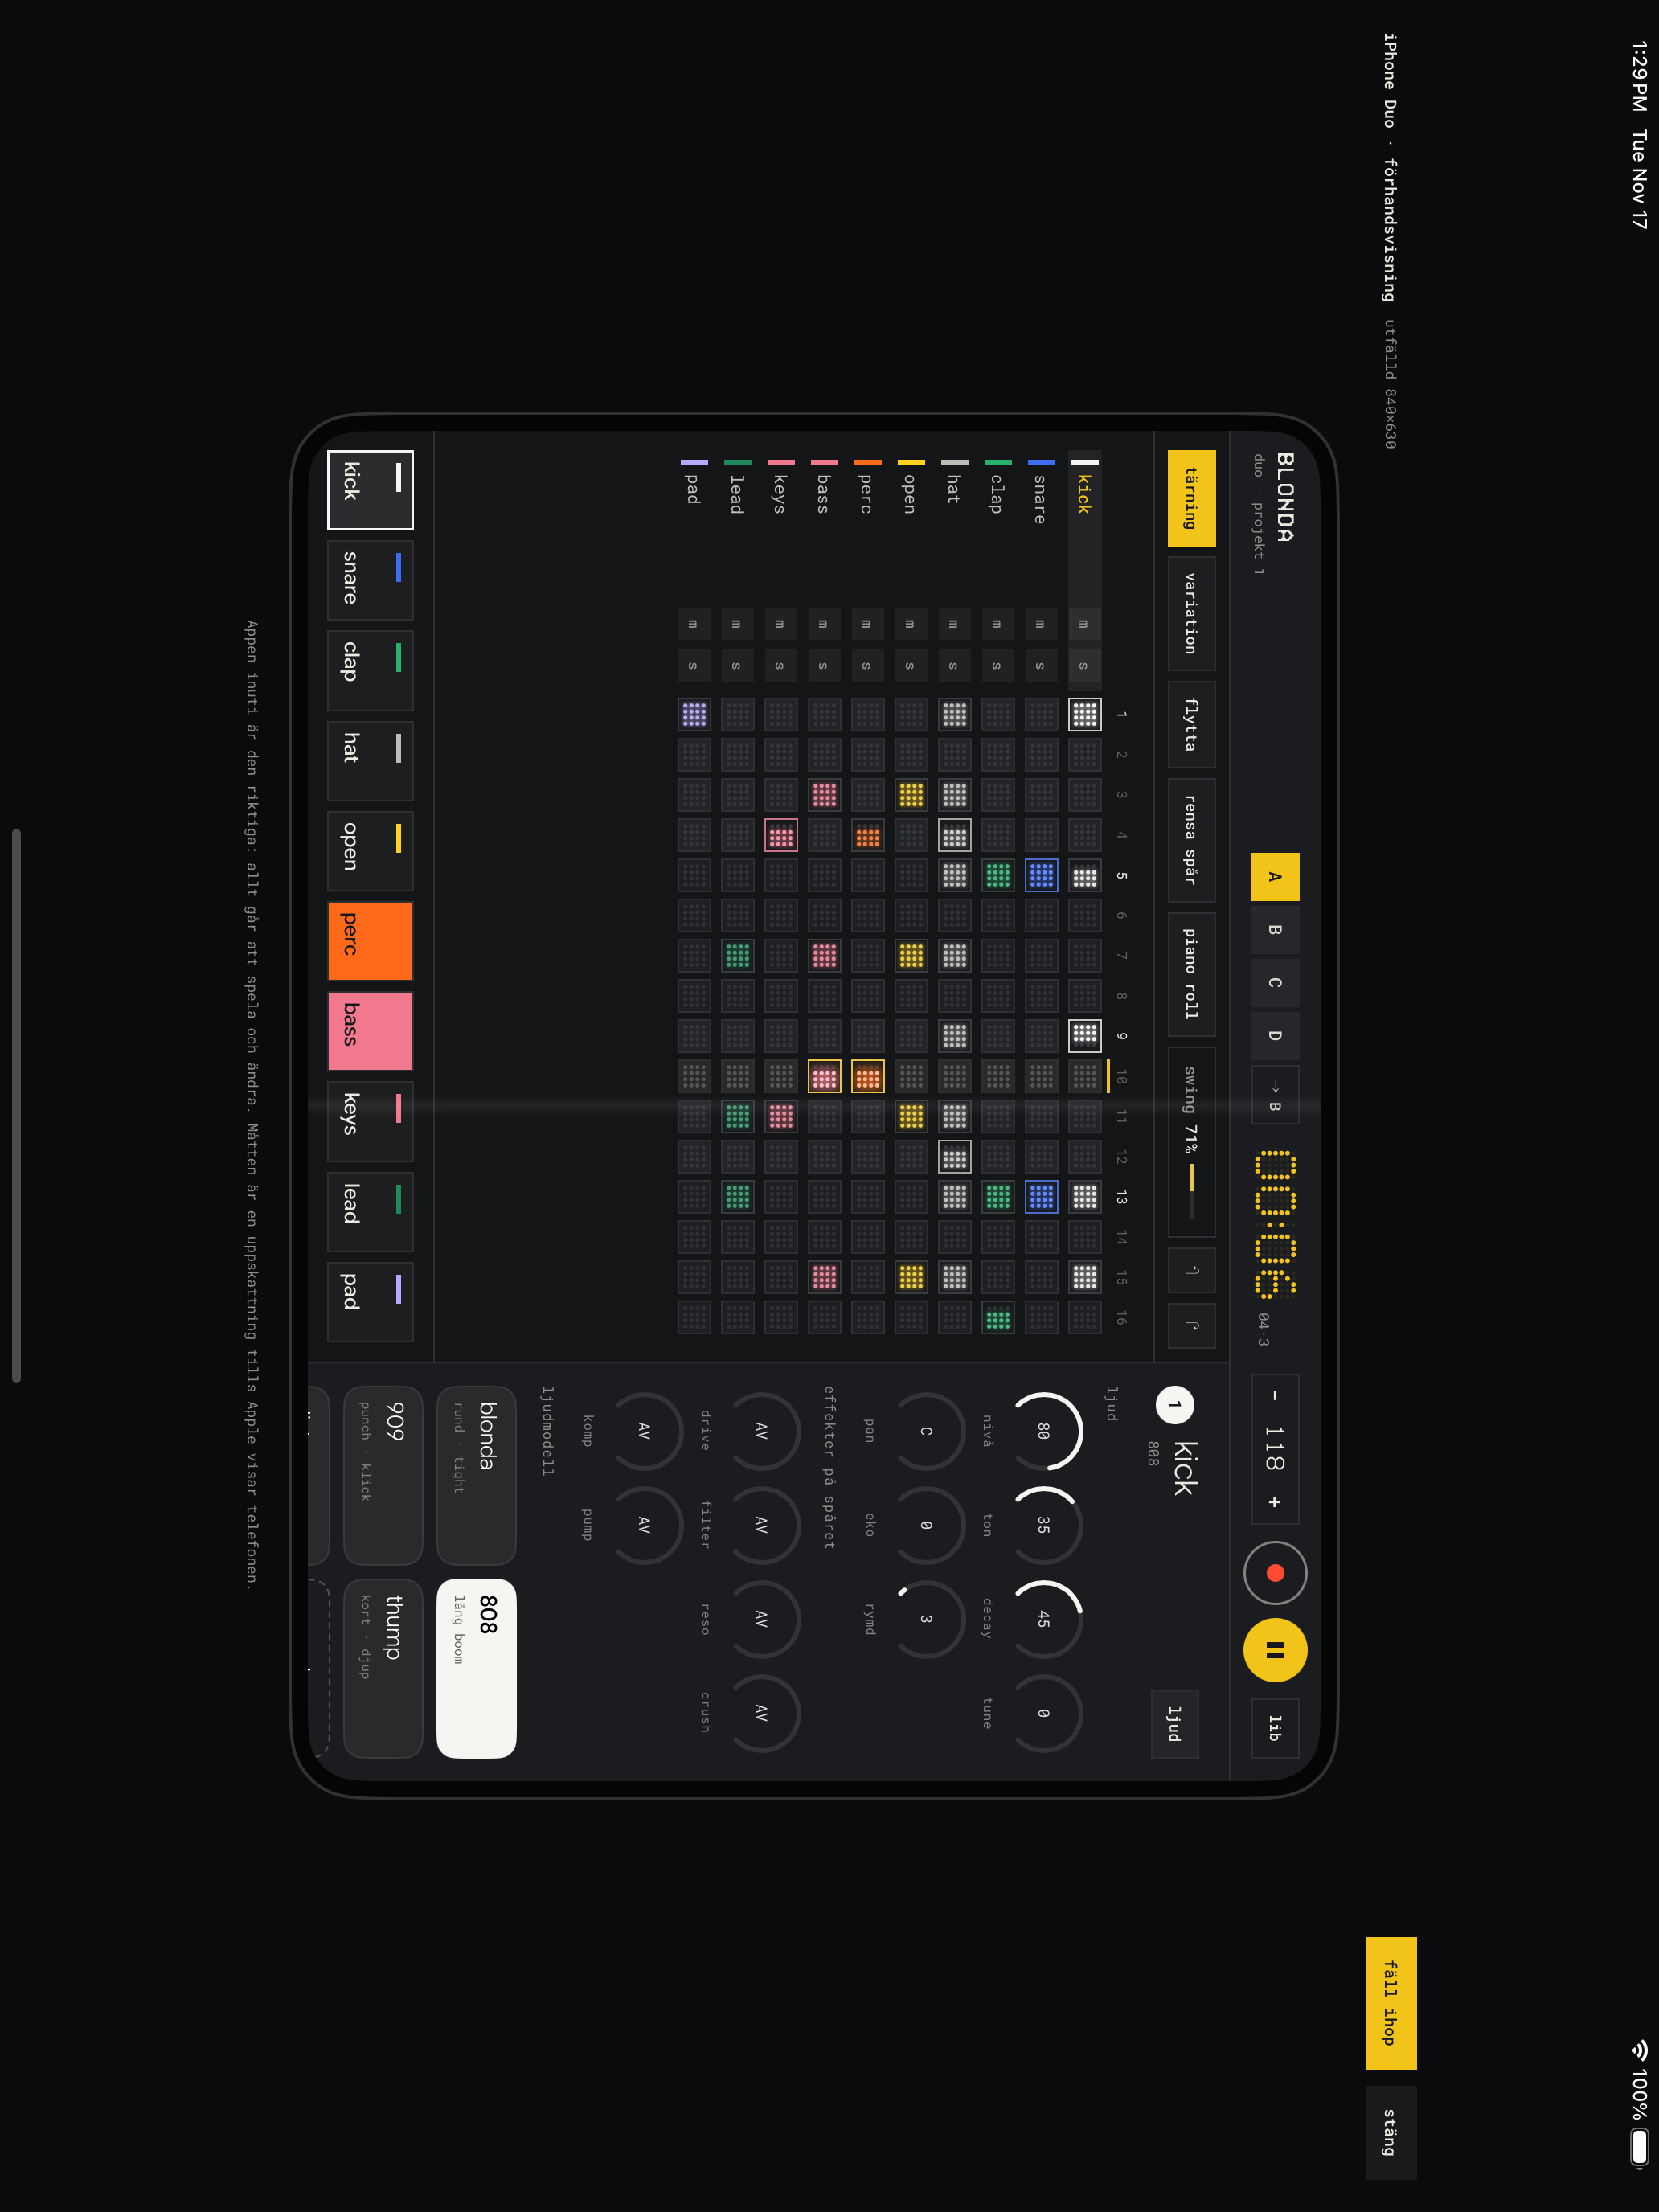 1:29 PM Tue Nov 17
100%
iPhone Duo · förhandsvisning utfälld 840×630
fäll ihop
stäng
BLONDA
duo · projekt 1
A B C D → B
00:06
04·3
- 118 +
lib
tärning
variation
flytta
rensa spår
piano roll
swing 71%
1 2 3 4 5 6 7 8 9 10 11 12 13 14 15 16
kick m s
snare m s
clap m s
hat m s
open m s
perc m s
bass m s
keys m s
lead m s
pad m s
kick
snare
clap
hat
open
perc
bass
keys
lead
pad
1 kick
808
ljud
ljud
80 35 45 0
nivå ton decay tune
C 0 3
pan eko rymd
effekter på spåret
AV AV AV AV
drive filter reso crush
AV AV
komp pump
ljudmodell
blonda
rund · tight
808
lång boom
909
punch · klick
thump
kort · djup
Appen inuti är den riktiga: allt går att spela och ändra. Måtten är en uppskattning tills Apple visar telefonen.